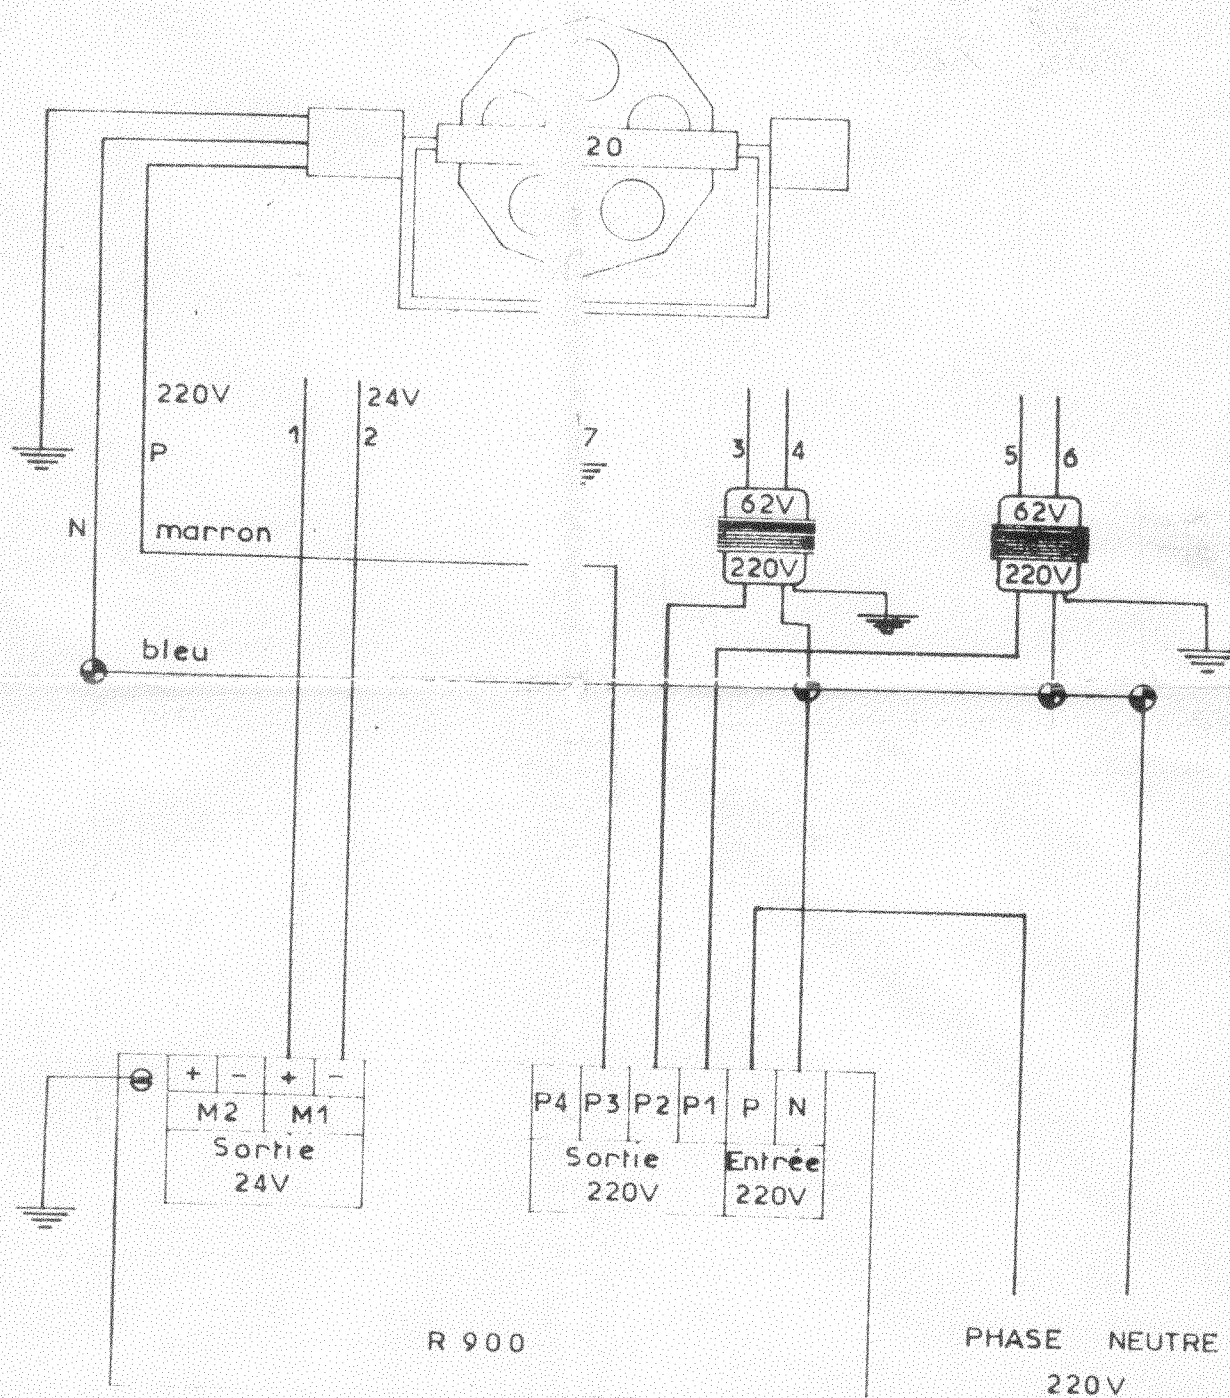 20
220V
24V
1
2
P
7
3
4
5
6
N
marron
62V
62V
220V
220V
bleu
+ - + -
M2 M1
Sortie
24V
P4 P3 P2 P1 P N
Sortie
220V
Entrée
220V
R 900
PHASE NEUTRE
220V